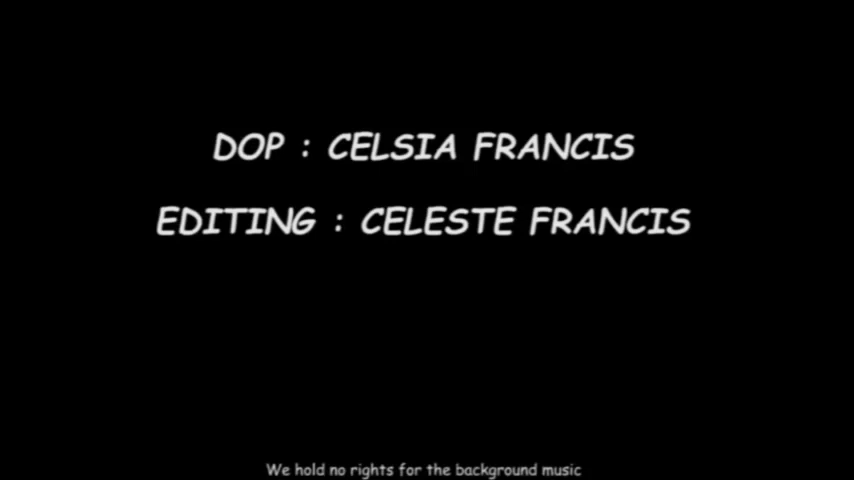 DOP : CELSIA FRANCIS
EDITING : CELESTE FRANCIS
We hold no rights for the background music